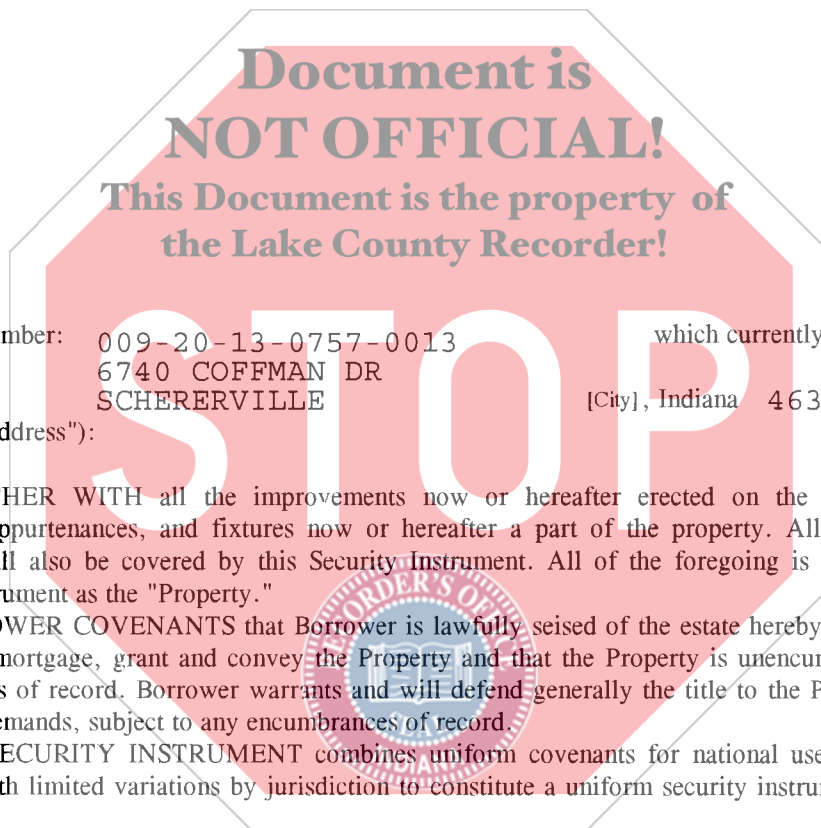 Document is
NOT OFFICIAL!
This Document is the property of
the Lake County Recorder!
STOP
mber: 009-20-13-0757-0013 which currently
6740 COFFMAN DR
SCHERERVILLE [City], Indiana 463
ddress"):
HER WITH all the improvements now or hereafter erected on the
ppurtenances, and fixtures now or hereafter a part of the property. All
ll also be covered by this Security Instrument. All of the foregoing is
rument as the "Property."
OWER COVENANTS that Borrower is lawfully seised of the estate hereby
mortgage, grant and convey the Property and that the Property is unencum
s of record. Borrower warrants and will defend generally the title to the P
emands, subject to any encumbrances of record.
ECURITY INSTRUMENT combines uniform covenants for national use
th limited variations by jurisdiction to constitute a uniform security instru
RECORDER'S OFFICE
SEAL
INDIANA